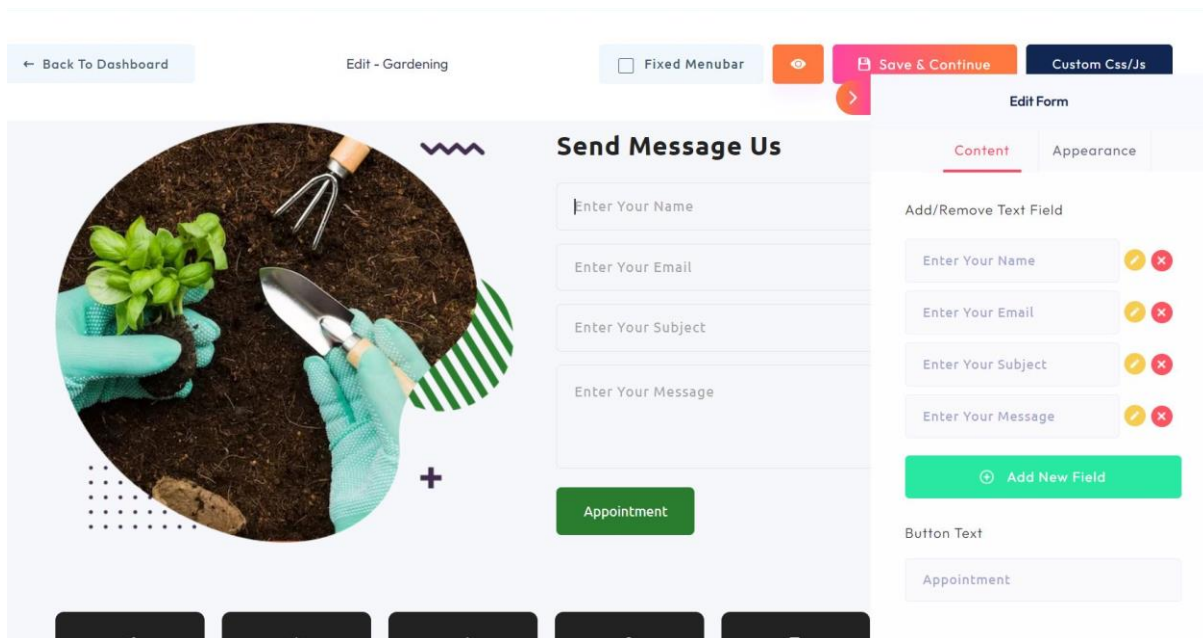 ← Back To Dashboard
Edit - Gardening
Fixed Menubar
Save & Continue
Custom Css/Js
Edit Form
Content
Appearance
Send Message Us
Enter Your Name
Enter Your Email
Enter Your Subject
Enter Your Message
Appointment
Add/Remove Text Field
Enter Your Name
Enter Your Email
Enter Your Subject
Enter Your Message
Add New Field
Button Text
Appointment